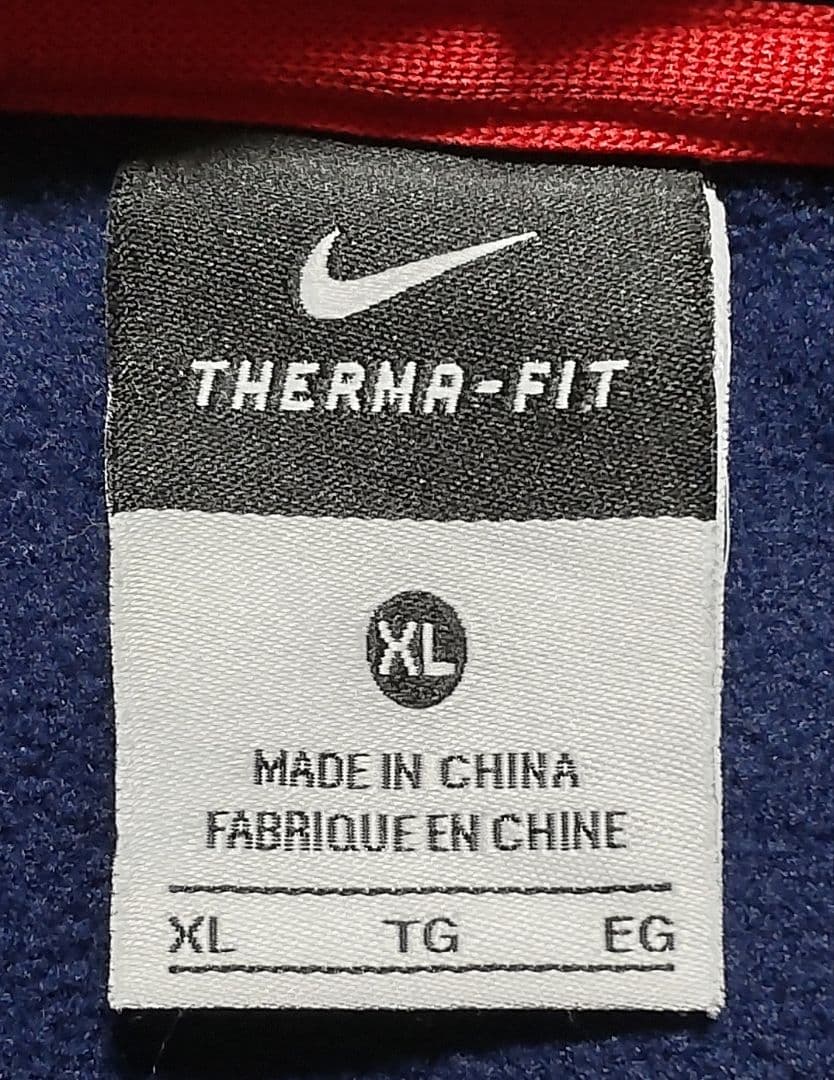 THERMA-FIT
XL
MADE IN CHINA
FABRIQUE EN CHINE
XL TG EG